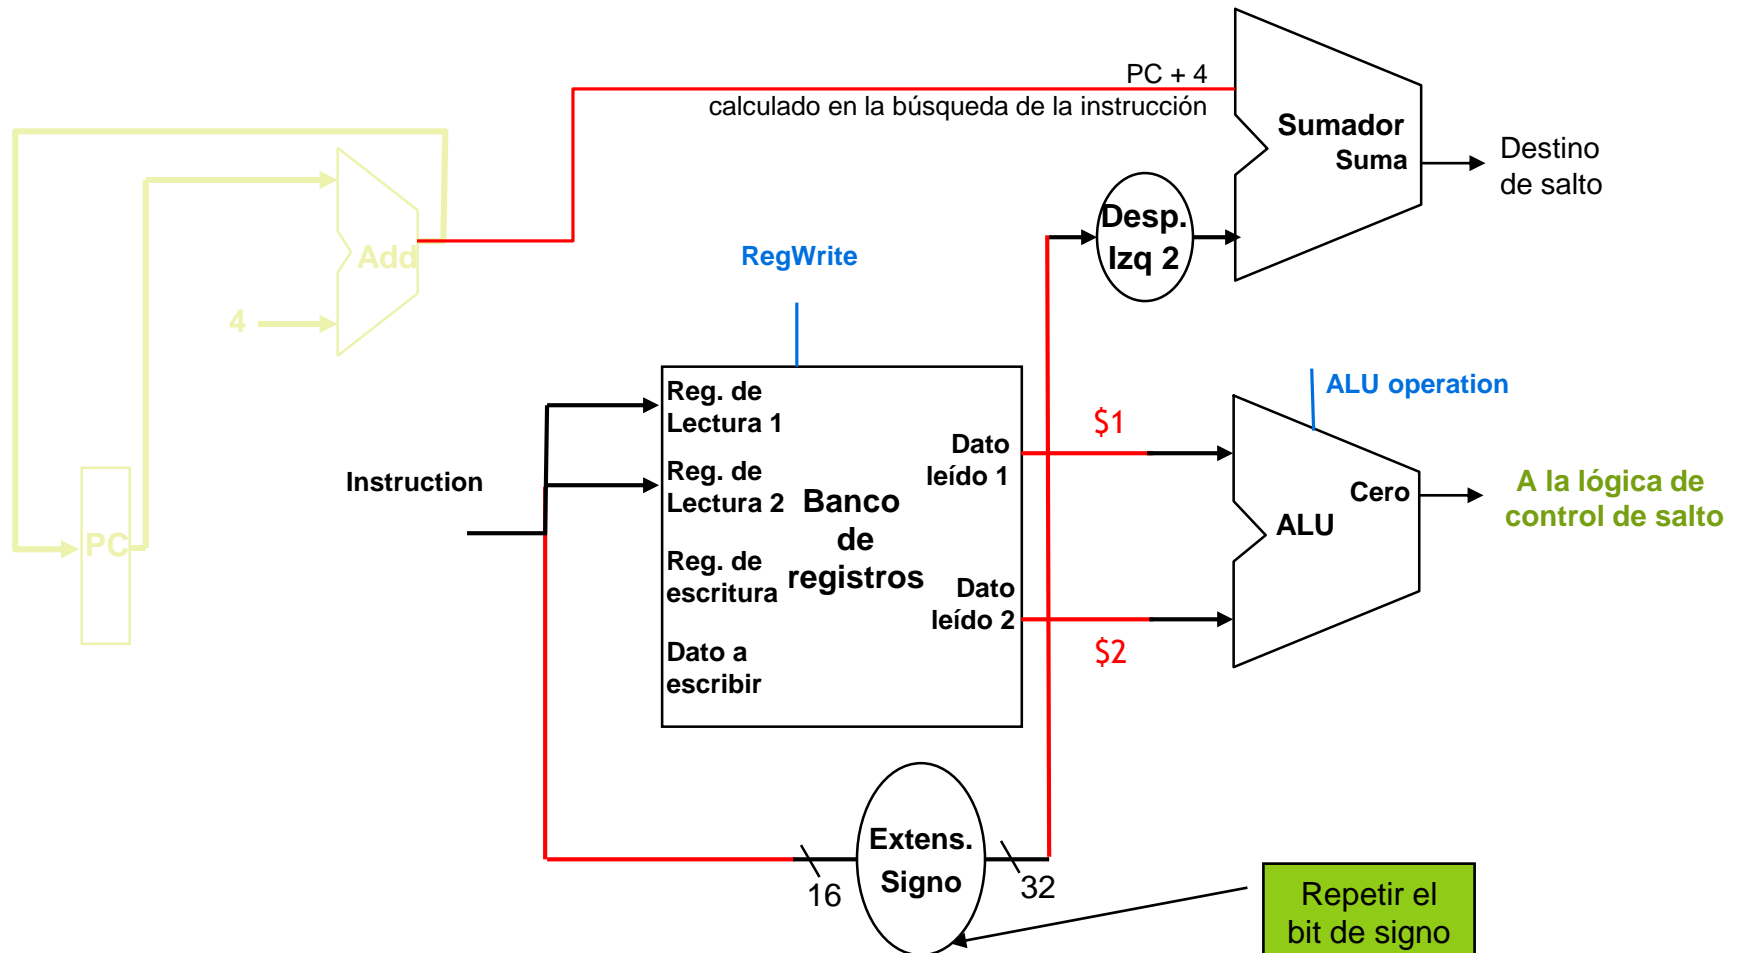 PC + 4
calculado en la búsqueda de la instrucción
Sumador
Suma
Destino
de salto
Desp.
Izq 2
Add
4
RegWrite
ALU operation
Reg. de
Lectura 1
$1
Dato
leído 1
Instruction
Reg. de
Lectura 2
Banco
de
registros
Cero
ALU
A la lógica de
control de salto
PC
Reg. de
escritura
Dato
leído 2
$2
Dato a
escribir
Extens.
Signo
16
32
Repetir el
bit de signo